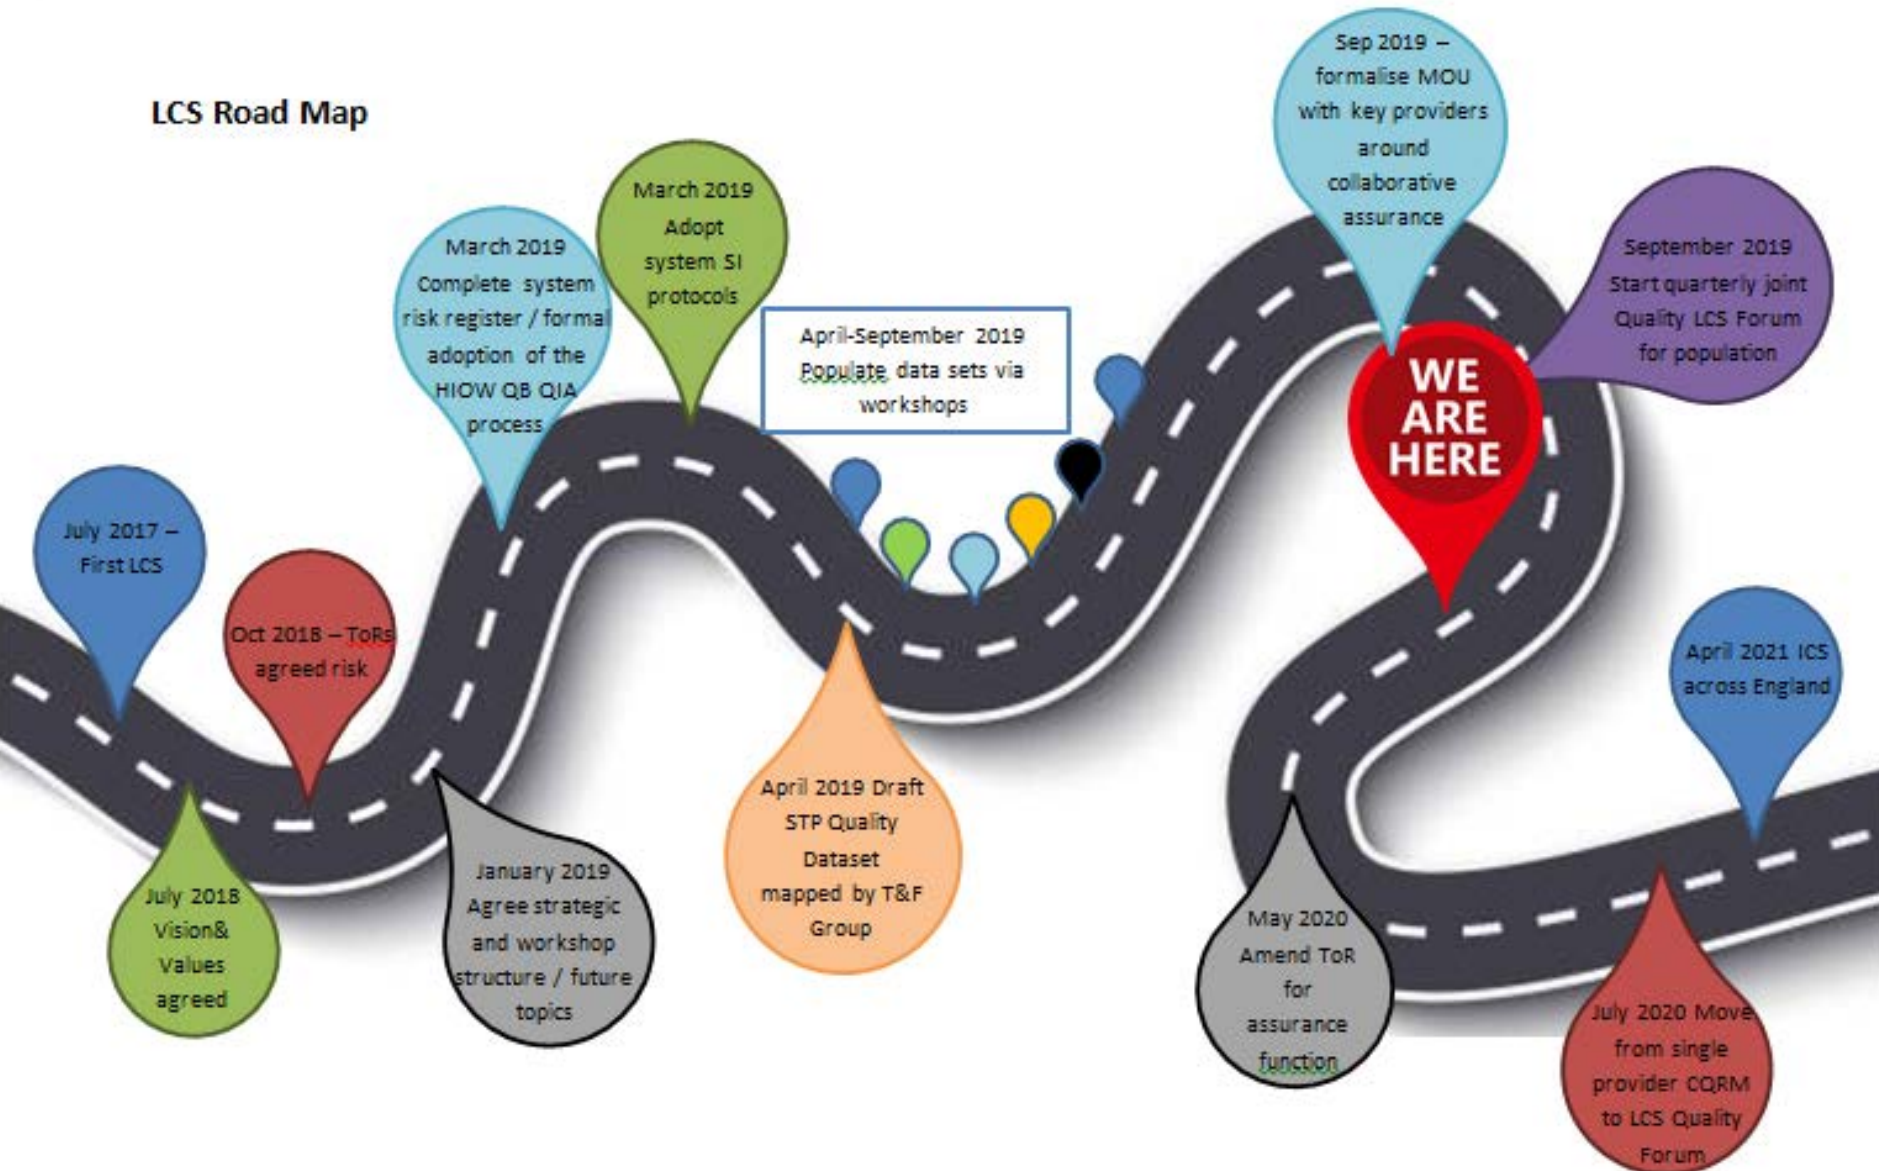 LCS Road Map
July 2017 –
First LCS
July 2018
Vision&
Values
agreed
Oct 2018 – ToRs
agreed risk
January 2019
Agree strategic
and workshop
structure / future
topics
March 2019
Complete system
risk register / formal
adoption of the
HIOW QB QIA
process
March 2019
Adopt
system SI
protocols
April 2019 Draft
STP Quality
Dataset
mapped by T&F
Group
April-September 2019
Populate data sets via
workshops
Sep 2019 –
formalise MOU
with key providers
around
collaborative
assurance
September 2019
Start quarterly joint
Quality LCS Forum
for population
WE
ARE
HERE
May 2020
Amend ToR
for
assurance
function
July 2020 Move
from single
provider CQRM
to LCS Quality
Forum
April 2021 ICS
across England